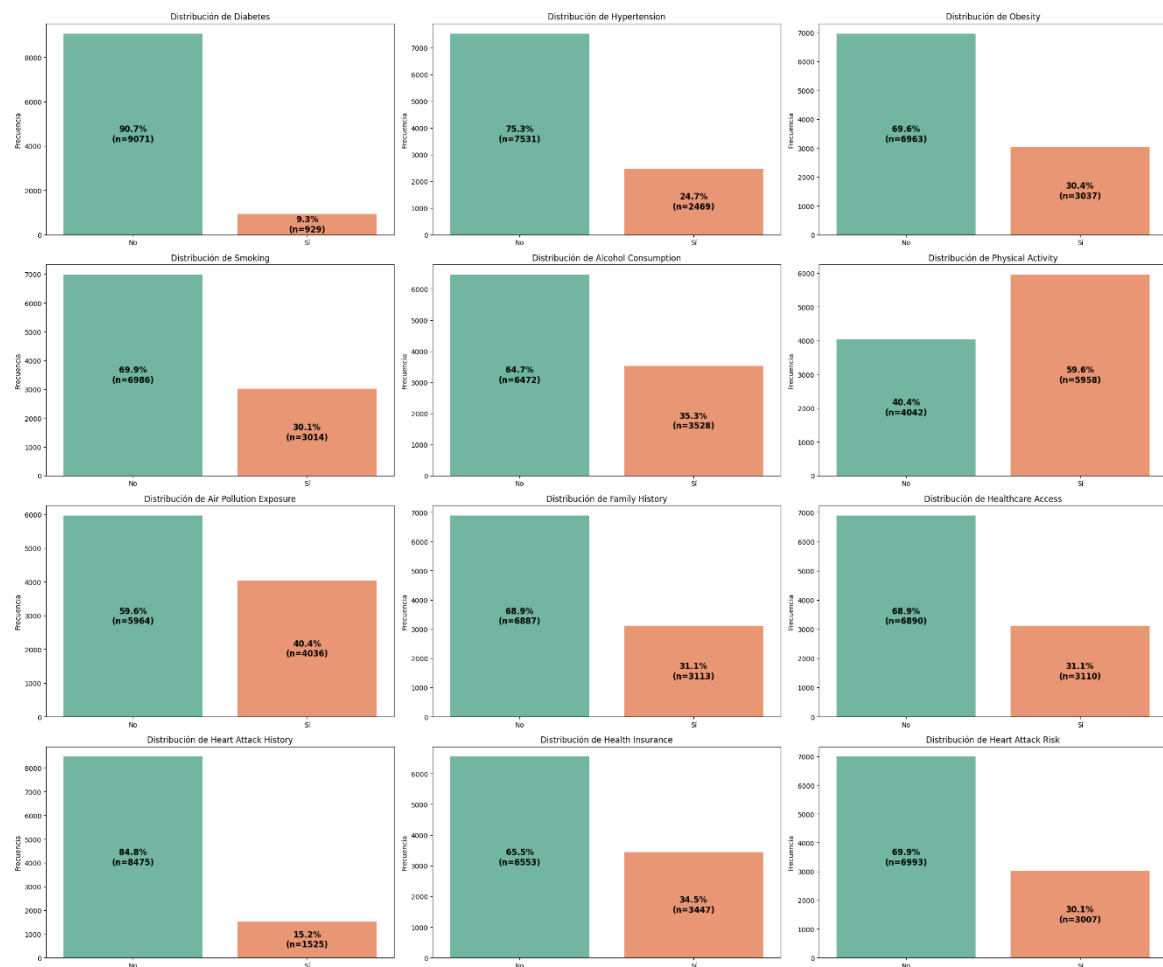 Distribución de Diabetes
Frecuencia
8000
6000
4000
2000
0
90.7%
(n=9071)
9.3%
(n=929)
No
Sí
Distribución de Hypertension
Frecuencia
7000
6000
5000
4000
3000
2000
1000
0
75.3%
(n=7531)
24.7%
(n=2469)
No
Sí
Distribución de Obesity
Frecuencia
7000
6000
5000
4000
3000
2000
1000
0
69.6%
(n=6963)
30.4%
(n=3037)
No
Sí
Distribución de Smoking
Frecuencia
7000
6000
5000
4000
3000
2000
1000
0
69.9%
(n=6986)
30.1%
(n=3014)
No
Sí
Distribución de Alcohol Consumption
Frecuencia
6000
5000
4000
3000
2000
1000
0
64.7%
(n=6472)
35.3%
(n=3528)
No
Sí
Distribución de Physical Activity
Frecuencia
6000
5000
4000
3000
2000
1000
0
40.4%
(n=4042)
59.6%
(n=5958)
No
Sí
Distribución de Air Pollution Exposure
Frecuencia
6000
5000
4000
3000
2000
1000
0
59.6%
(n=5964)
40.4%
(n=4036)
No
Sí
Distribución de Family History
Frecuencia
7000
6000
5000
4000
3000
2000
1000
0
68.9%
(n=6887)
31.1%
(n=3113)
No
Sí
Distribución de Healthcare Access
Frecuencia
7000
6000
5000
4000
3000
2000
1000
0
68.9%
(n=6890)
31.1%
(n=3110)
No
Sí
Distribución de Heart Attack History
Frecuencia
8000
7000
6000
5000
4000
3000
2000
1000
0
84.8%
(n=8475)
15.2%
(n=1525)
No
Sí
Distribución de Health Insurance
Frecuencia
6000
5000
4000
3000
2000
1000
0
65.5%
(n=6553)
34.5%
(n=3447)
No
Sí
Distribución de Heart Attack Risk
Frecuencia
7000
6000
5000
4000
3000
2000
1000
0
69.9%
(n=6993)
30.1%
(n=3007)
No
Sí